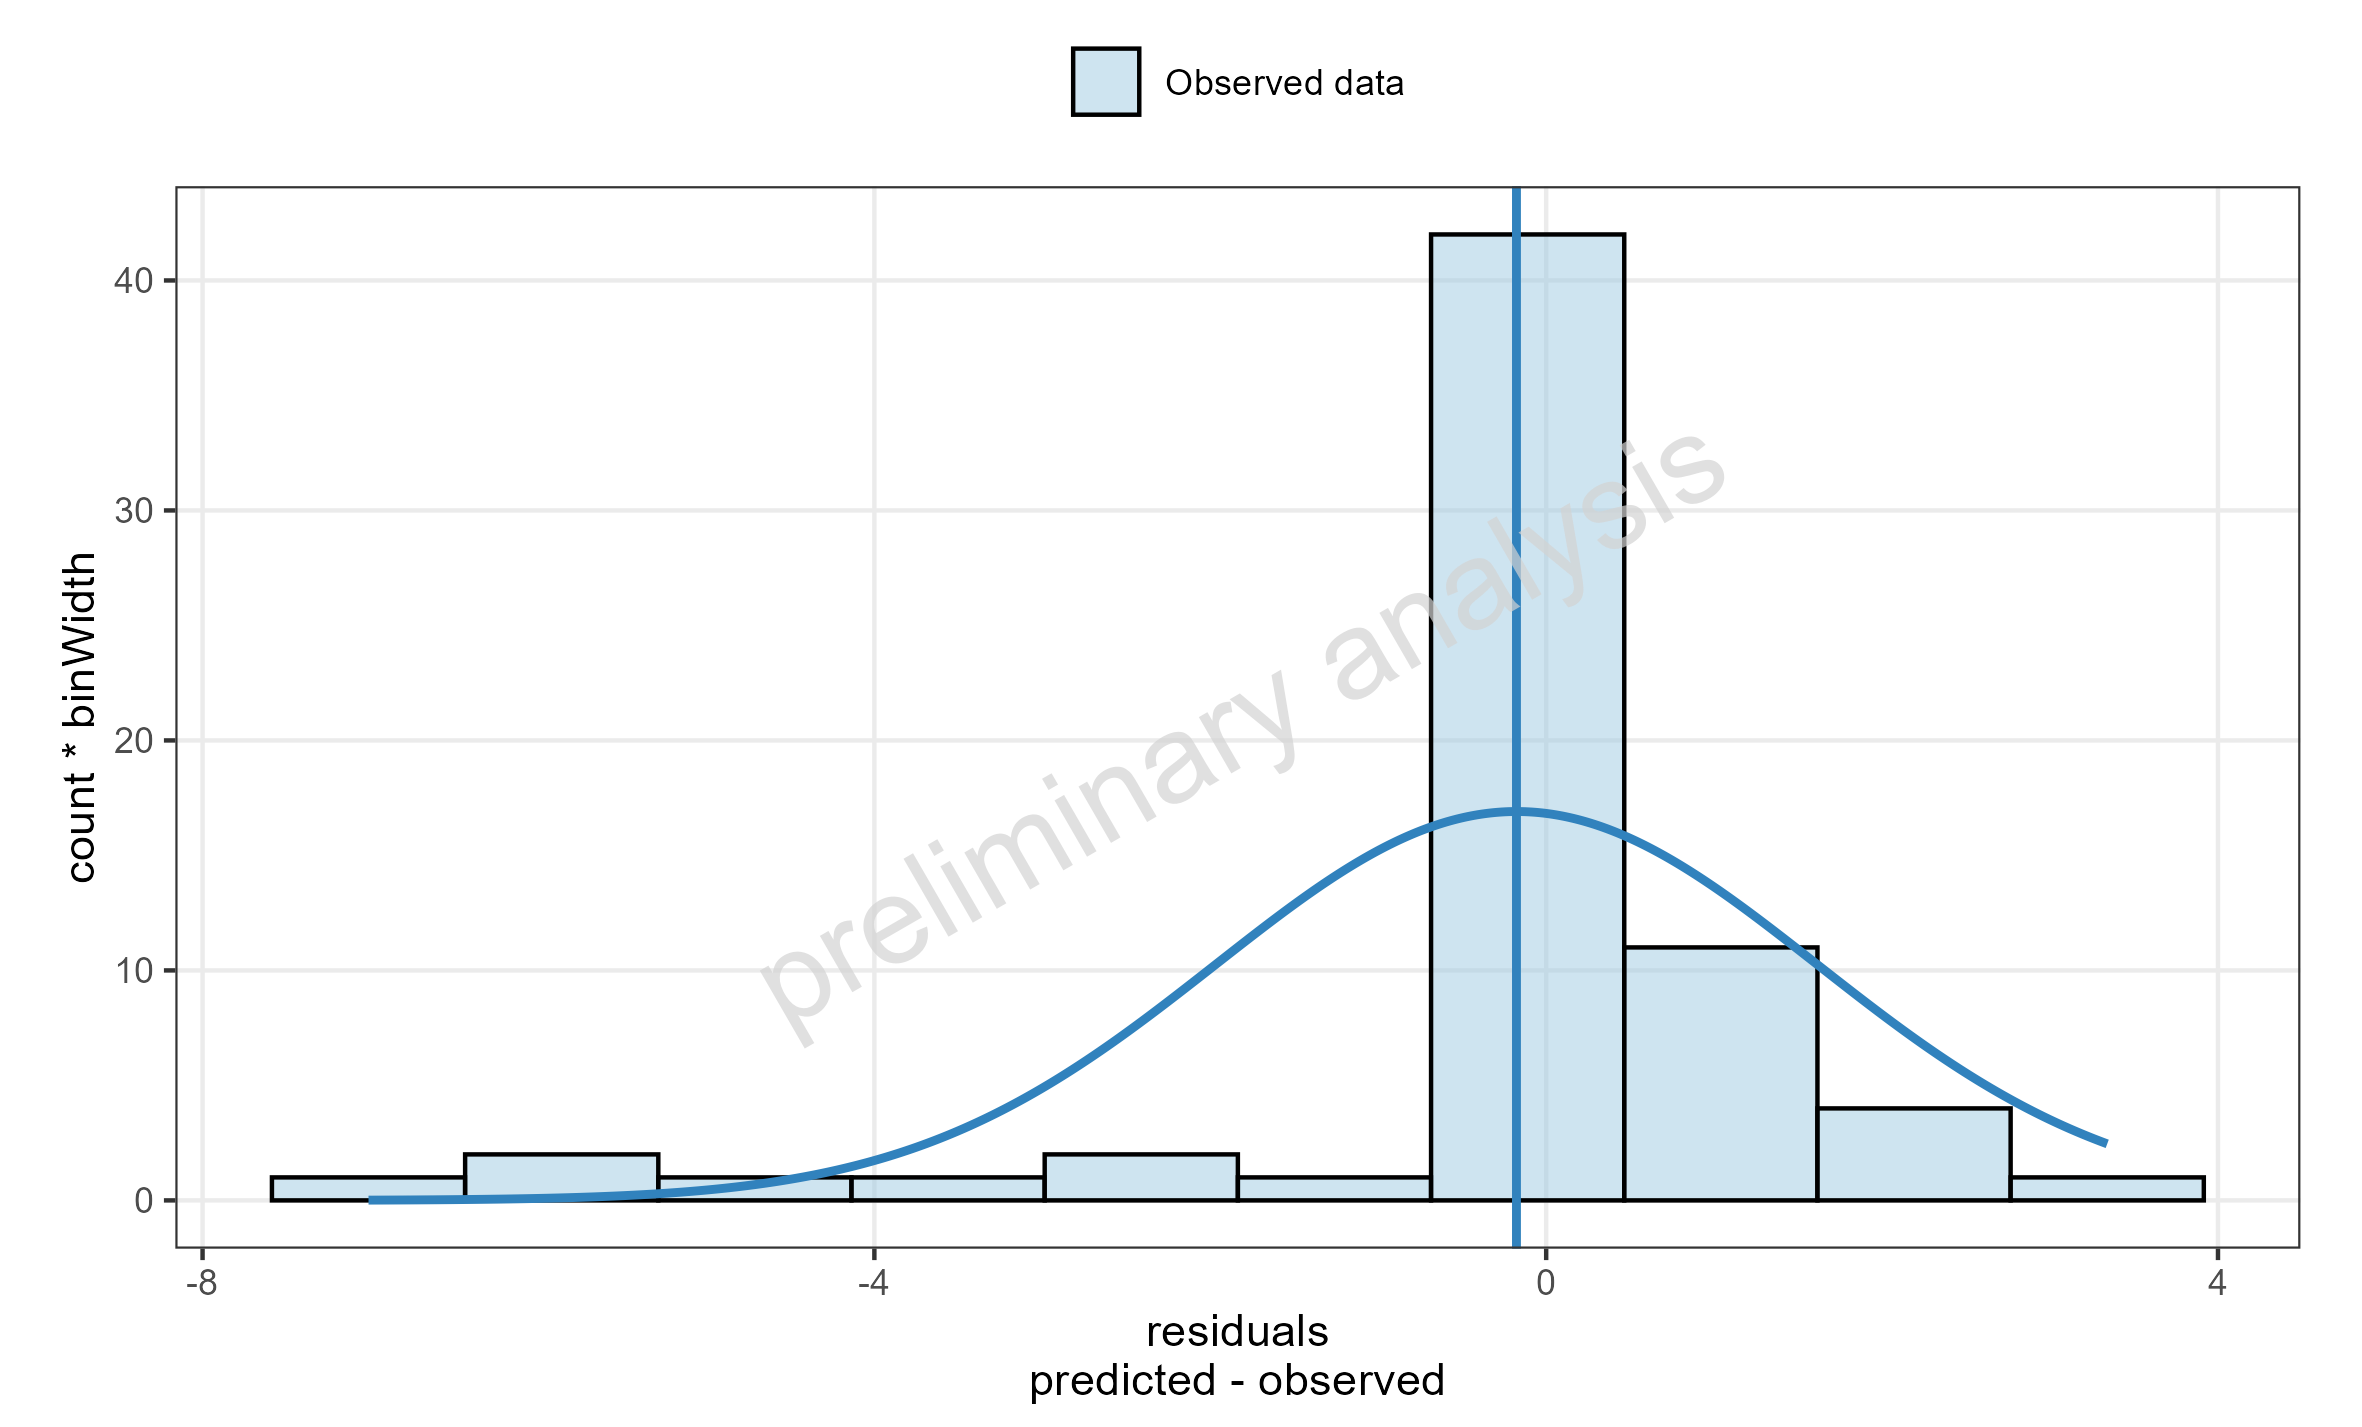 Observed data
40
30
20
10
0
count * binWidth
preliminary analysis
-8
-4
0
4
residuals
predicted - observed